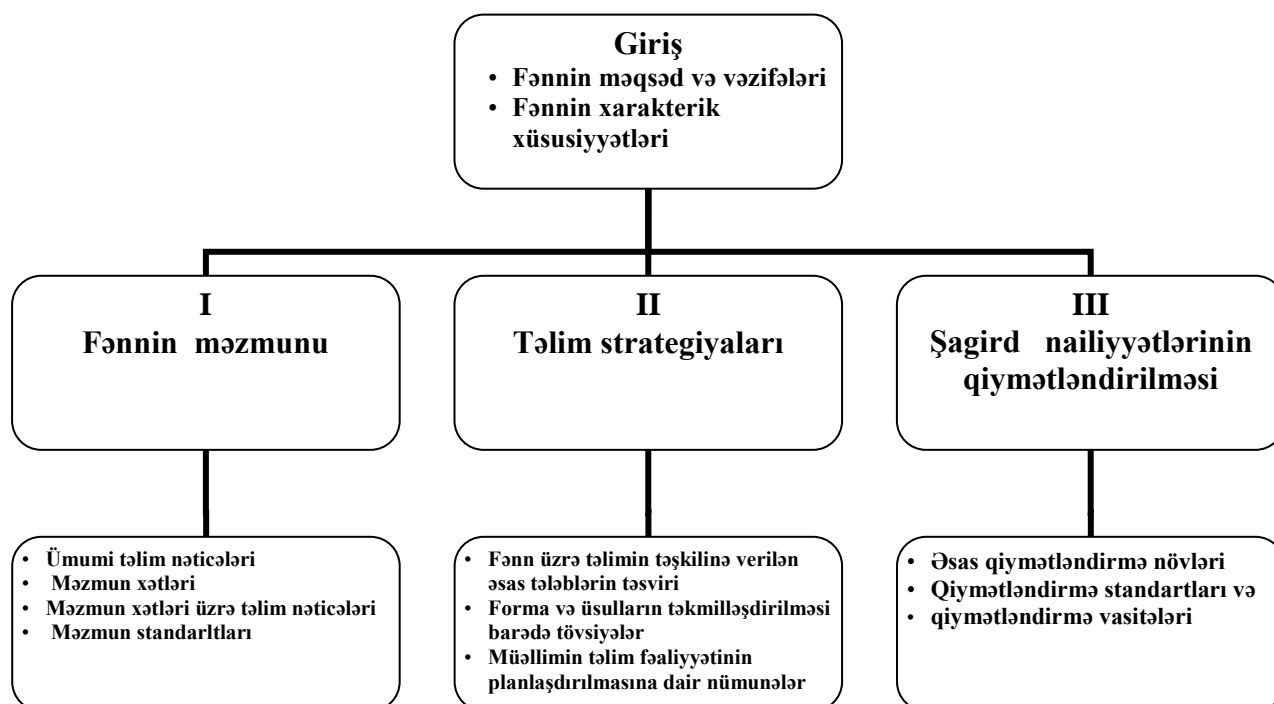 Giriş
• Fənnin məqsəd və vəzifələri
• Fənnin xarakterik
xüsusiyyətləri
I
Fənnin məzmunu
II
Təlim strategiyaları
III
Şagird nailiyyətlərinin
qiymətləndirilməsi
• Ümumi təlim nəticələri
• Məzmun xətləri
• Məzmun xətləri üzrə təlim nəticələri
• Məzmun standarltları
• Fənn üzrə təlimin təşkilinə verilən
əsas tələblərin təsviri
• Forma və üsulların təkmilləşdirilməsi
barədə tövsiyələr
• Müəllimin təlim fəaliyyətinin
planlaşdırılmasına dair nümunələr
• Əsas qiymətləndirmə növləri
• Qiymətləndirmə standartları və
• qiymətləndirmə vasitələri